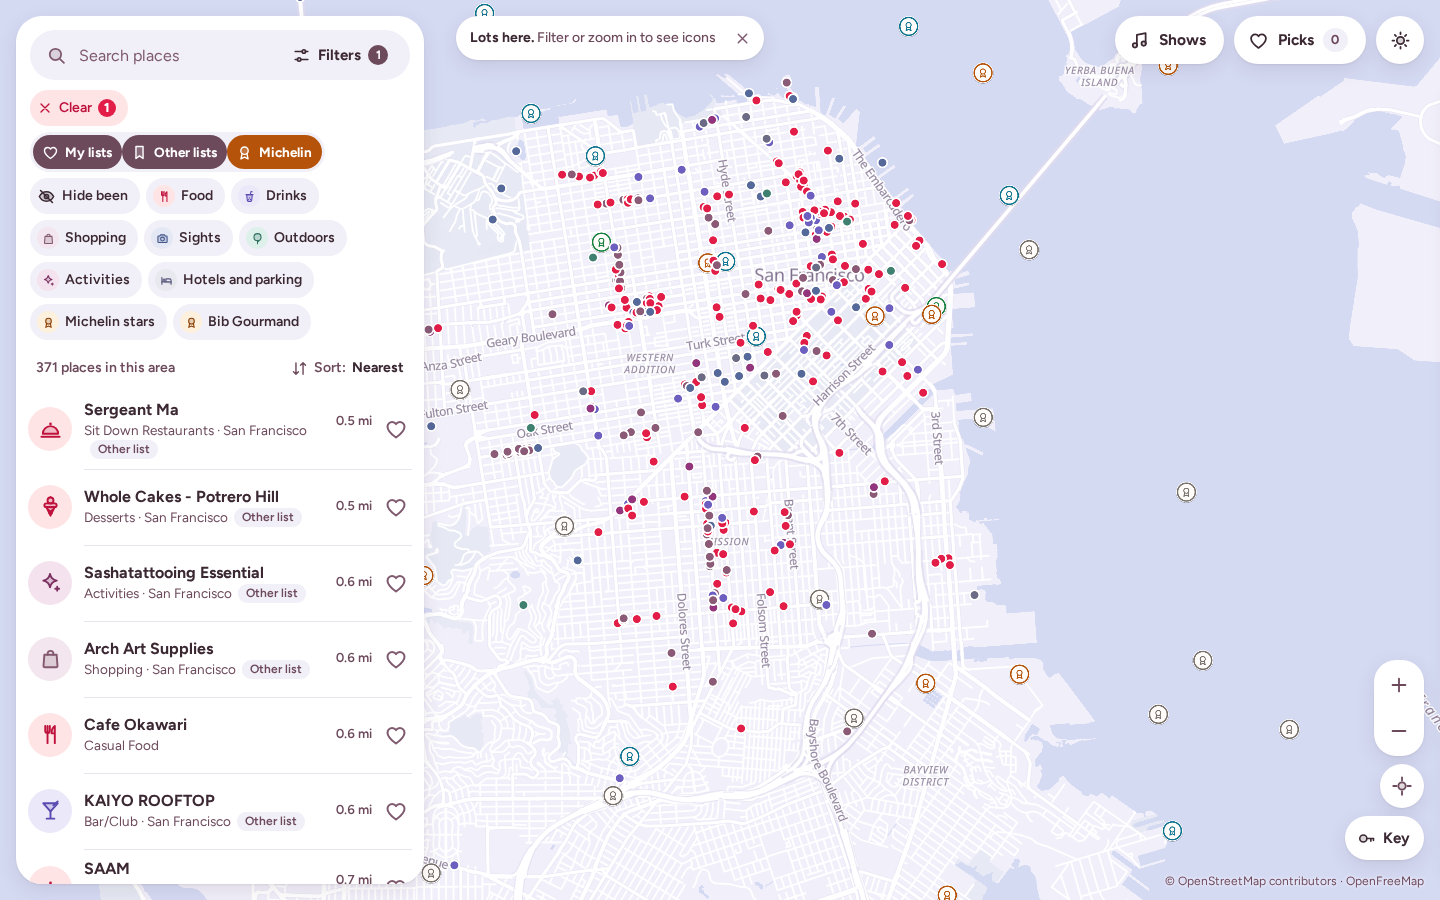 Search places
Filters 1
Clear 1
My lists
Other lists
Michelin
Hide been
Food
Drinks
Shopping
Sights
Outdoors
Activities
Hotels and parking
Michelin stars
Bib Gourmand
371 places in this area
Sort: Nearest
Sergeant Ma
Sit Down Restaurants · San Francisco
Other list
0.5 mi
Whole Cakes - Potrero Hill
Desserts · San Francisco
Other list
0.5 mi
Sashatattooing Essential
Activities · San Francisco
Other list
0.6 mi
Arch Art Supplies
Shopping · San Francisco
Other list
0.6 mi
Cafe Okawari
Casual Food
0.6 mi
KAIYO ROOFTOP
Bar/Club · San Francisco
Other list
0.6 mi
SAAM
0.7 mi
Lots here. Filter or zoom in to see icons
Shows
Picks 0
YERBA BUENA
ISLAND
Hyde Street
The Embarcadero
San Francisco
Geary Boulevard
Anza Street
Turk Street
WESTERN
ADDITION
Harrison Street
Fulton Street
Oak Street
7th Street
3rd Street
Dolores Street
Folsom Street
Bayshore Boulevard
BAYVIEW
DISTRICT
Key
© OpenStreetMap contributors · OpenFreeMap